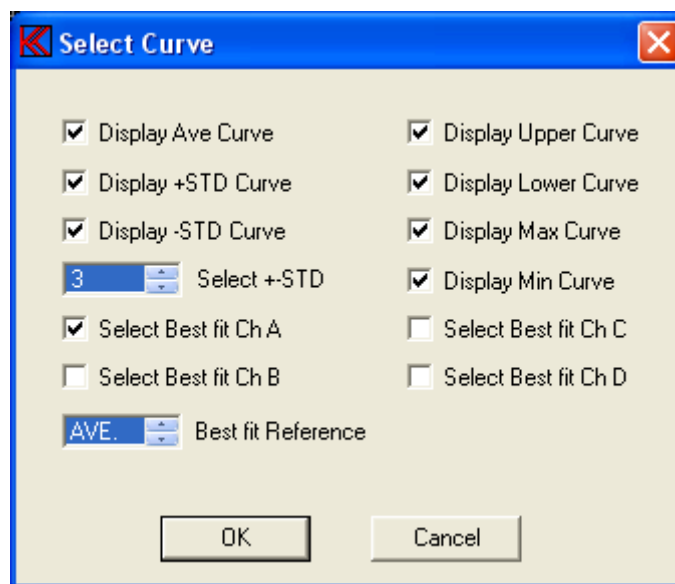 Select Curve
Display Ave Curve
Display Upper Curve
Display +STD Curve
Display Lower Curve
Display -STD Curve
Display Max Curve
3 Select +-STD
Display Min Curve
Select Best fit Ch A
Select Best fit Ch C
Select Best fit Ch B
Select Best fit Ch D
AVE. Best fit Reference
OK
Cancel